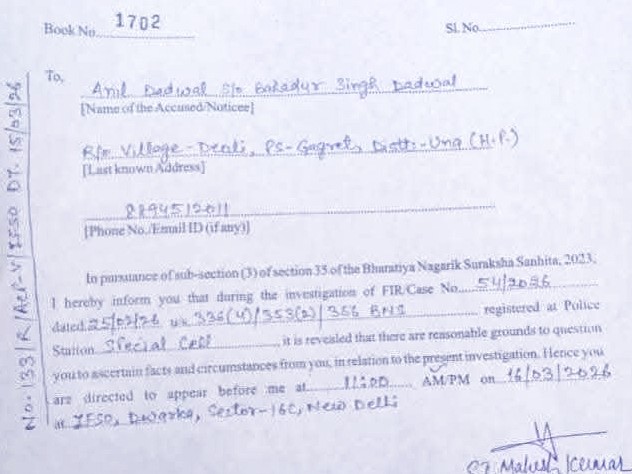 Book No. 1702
Sl. No.
No. 133/R/ACP-V/IFSO DT. 15/03/26
To,
Anil Dadwal S/o Bahadur Singh Dadwal
[Name of the Accused/Noticee]
R/o Village - Deoli, PS-Gagret, Distt:-Una (H.P.)
[Last known Address]
8894512011
[Phone No./Email ID (if any)]
In pursuance of sub-section (3) of section 35 of the Bharatiya Nagarik Suraksha Sanhita, 2023,
I hereby inform you that during the investigation of FIR/Case No. 54/2026
dated 25/02/26 u/s 336(4)/353(2)/356 BNS registered at Police
Station Special Cell it is revealed that there are reasonable grounds to question
you to ascertain facts and circumstances from you, in relation to the present investigation. Hence you
are directed to appear before me at 11:00 AM/PM on 16/03/2026
at IFSO, Dwarka, Sector-16C, New Delhi
Kumar